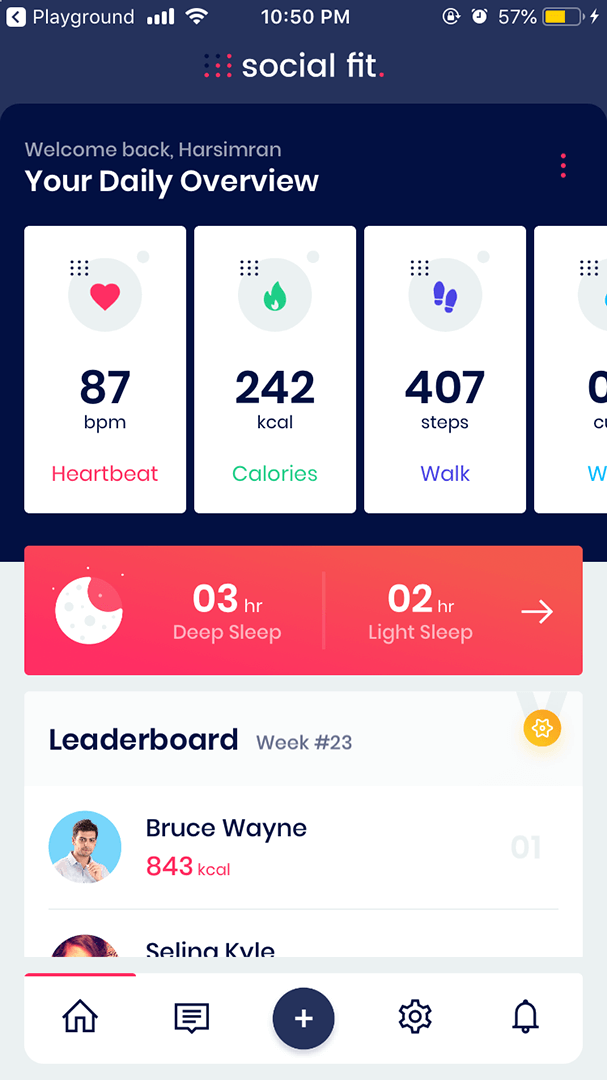 Playground 10:50 PM 57%
social fit.
Welcome back, Harsimran
Your Daily Overview
87
bpm
Heartbeat
242
kcal
Calories
407
steps
Walk
03 hr
Deep Sleep
02 hr
Light Sleep
Leaderboard Week #23
Bruce Wayne
843 kcal
01
Selina Kyle